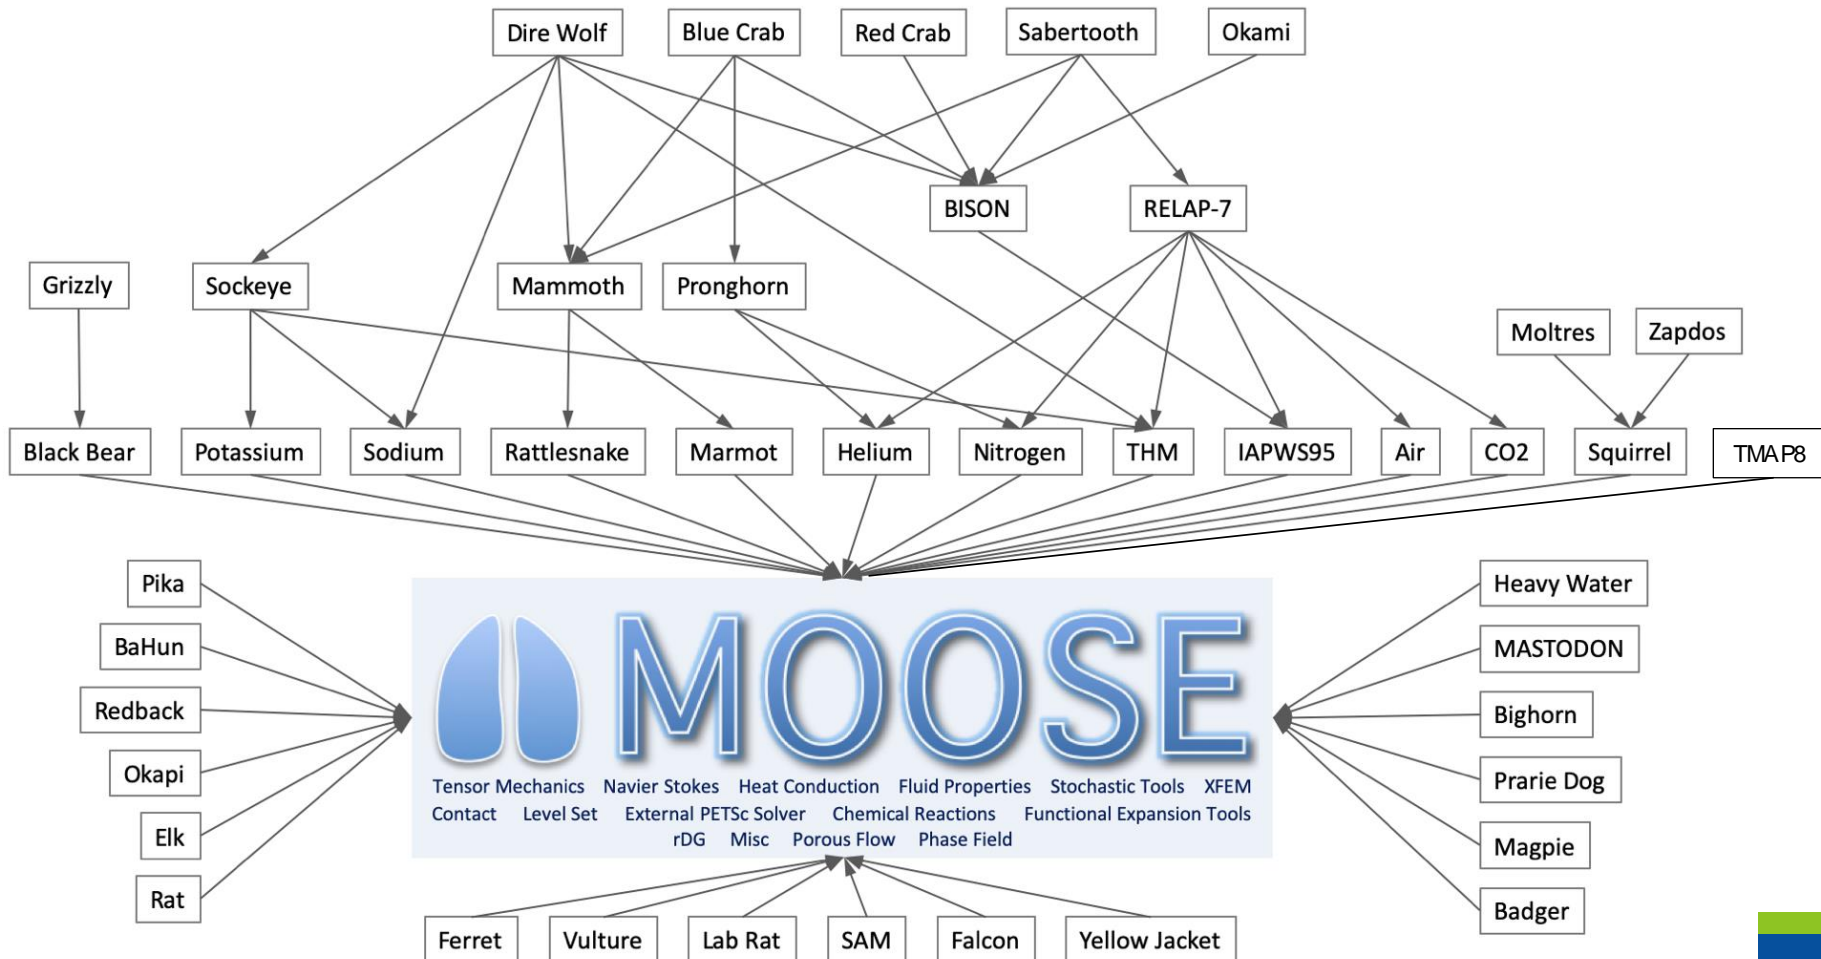 Dire Wolf
Blue Crab
Red Crab
Sabertooth
Okami
BISON
RELAP-7
Grizzly
Sockeye
Mammoth
Pronghorn
Moltres
Zapdos
Black Bear
Potassium
Sodium
Rattlesnake
Marmot
Helium
Nitrogen
THM
IAPWS95
Air
CO2
Squirrel
TMAP8
Pika
BaHun
Redback
Okapi
Elk
Rat
MOOSE
Tensor Mechanics Navier Stokes Heat Conduction Fluid Properties Stochastic Tools XFEM
Contact Level Set External PETSc Solver Chemical Reactions Functional Expansion Tools
rDG Misc Porous Flow Phase Field
Heavy Water
MASTODON
Bighorn
Prarie Dog
Magpie
Badger
Ferret
Vulture
Lab Rat
SAM
Falcon
Yellow Jacket